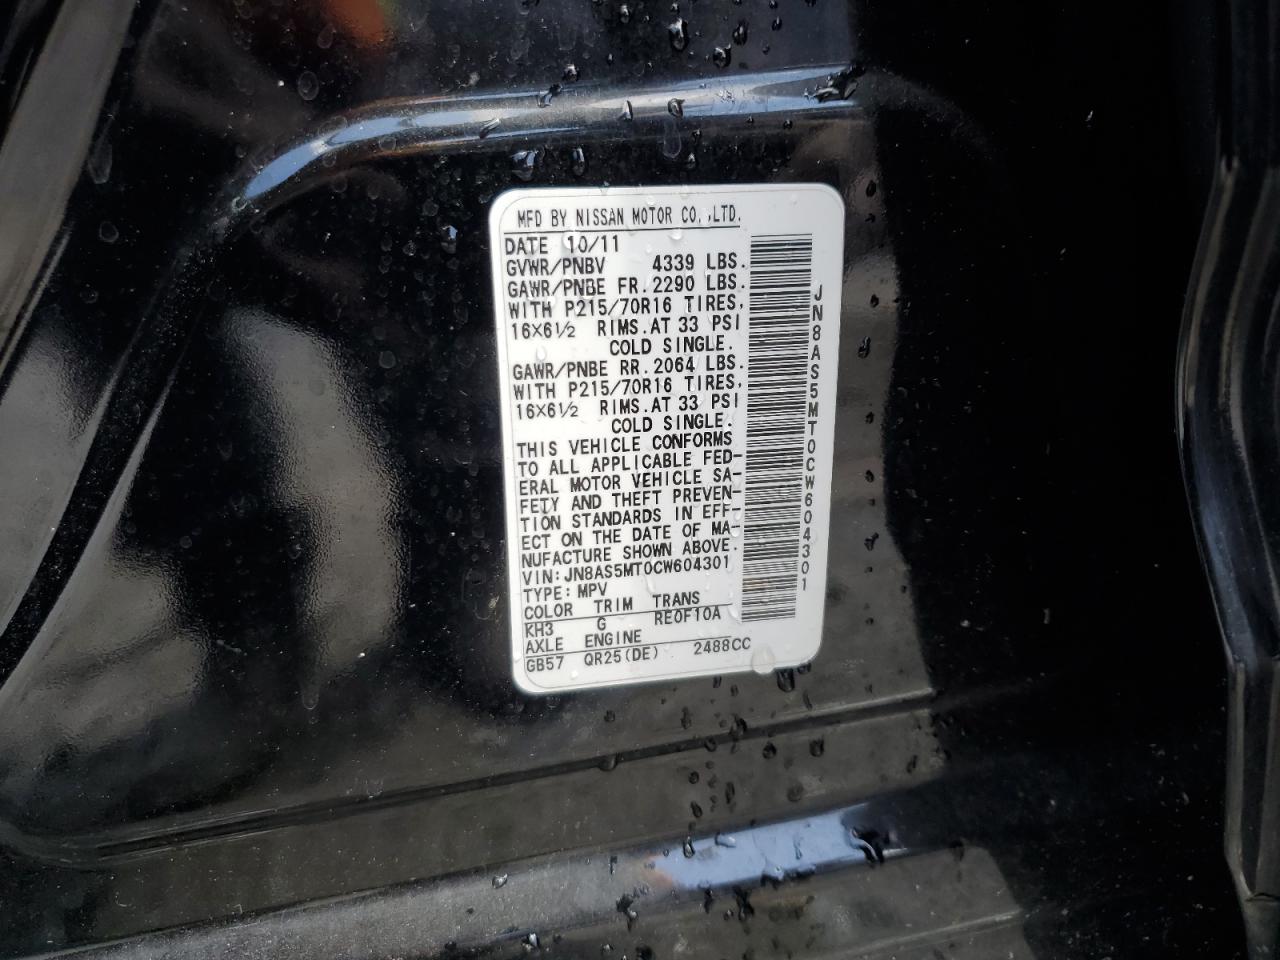 MFD BY NISSAN MOTOR CO.,LTD.
DATE 10/11
GVWR/PNBV 4339 LBS.
GAWR/PNBE FR. 2290 LBS.
WITH P215/70R16 TIRES,
16X6½ RIMS. AT 33 PSI
COLD SINGLE.
GAWR/PNBE RR. 2064 LBS.
WITH P215/70R16 TIRES,
16X6½ RIMS. AT 33 PSI
COLD SINGLE.
THIS VEHICLE CONFORMS
TO ALL APPLICABLE FED-
ERAL MOTOR VEHICLE SA-
FETY AND THEFT PREVEN-
TION STANDARDS IN EFF-
ECT ON THE DATE OF MA-
NUFACTURE SHOWN ABOVE.
VIN: JN8AS5MT0CW604301
TYPE: MPV
COLOR TRIM TRANS
KH3 G RE0F10A
AXLE ENGINE
GB57 QR25(DE) 2488CC
JN8AS5MT0CW604301